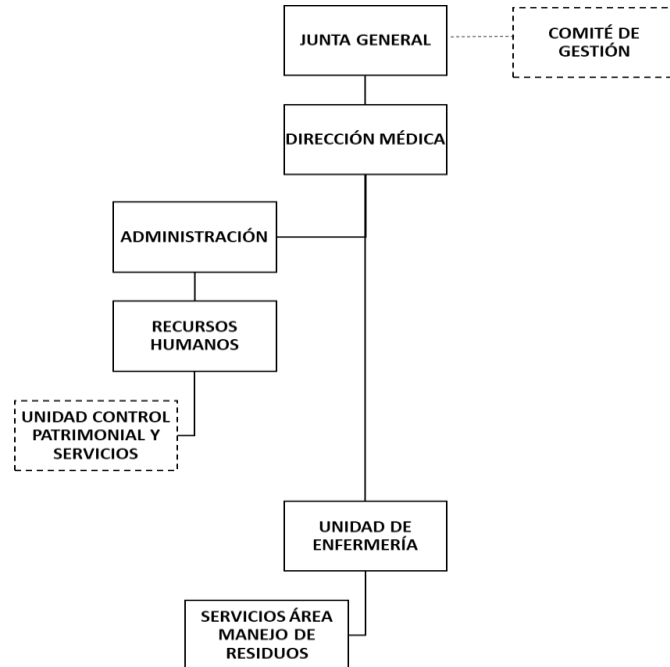 JUNTA GENERAL
COMITÉ DE
GESTIÓN
DIRECCIÓN MÉDICA
ADMINISTRACIÓN
RECURSOS
HUMANOS
UNIDAD CONTROL
PATRIMONIAL Y
SERVICIOS
UNIDAD DE
ENFERMERÍA
SERVICIOS ÁREA
MANEJO DE
RESIDUOS